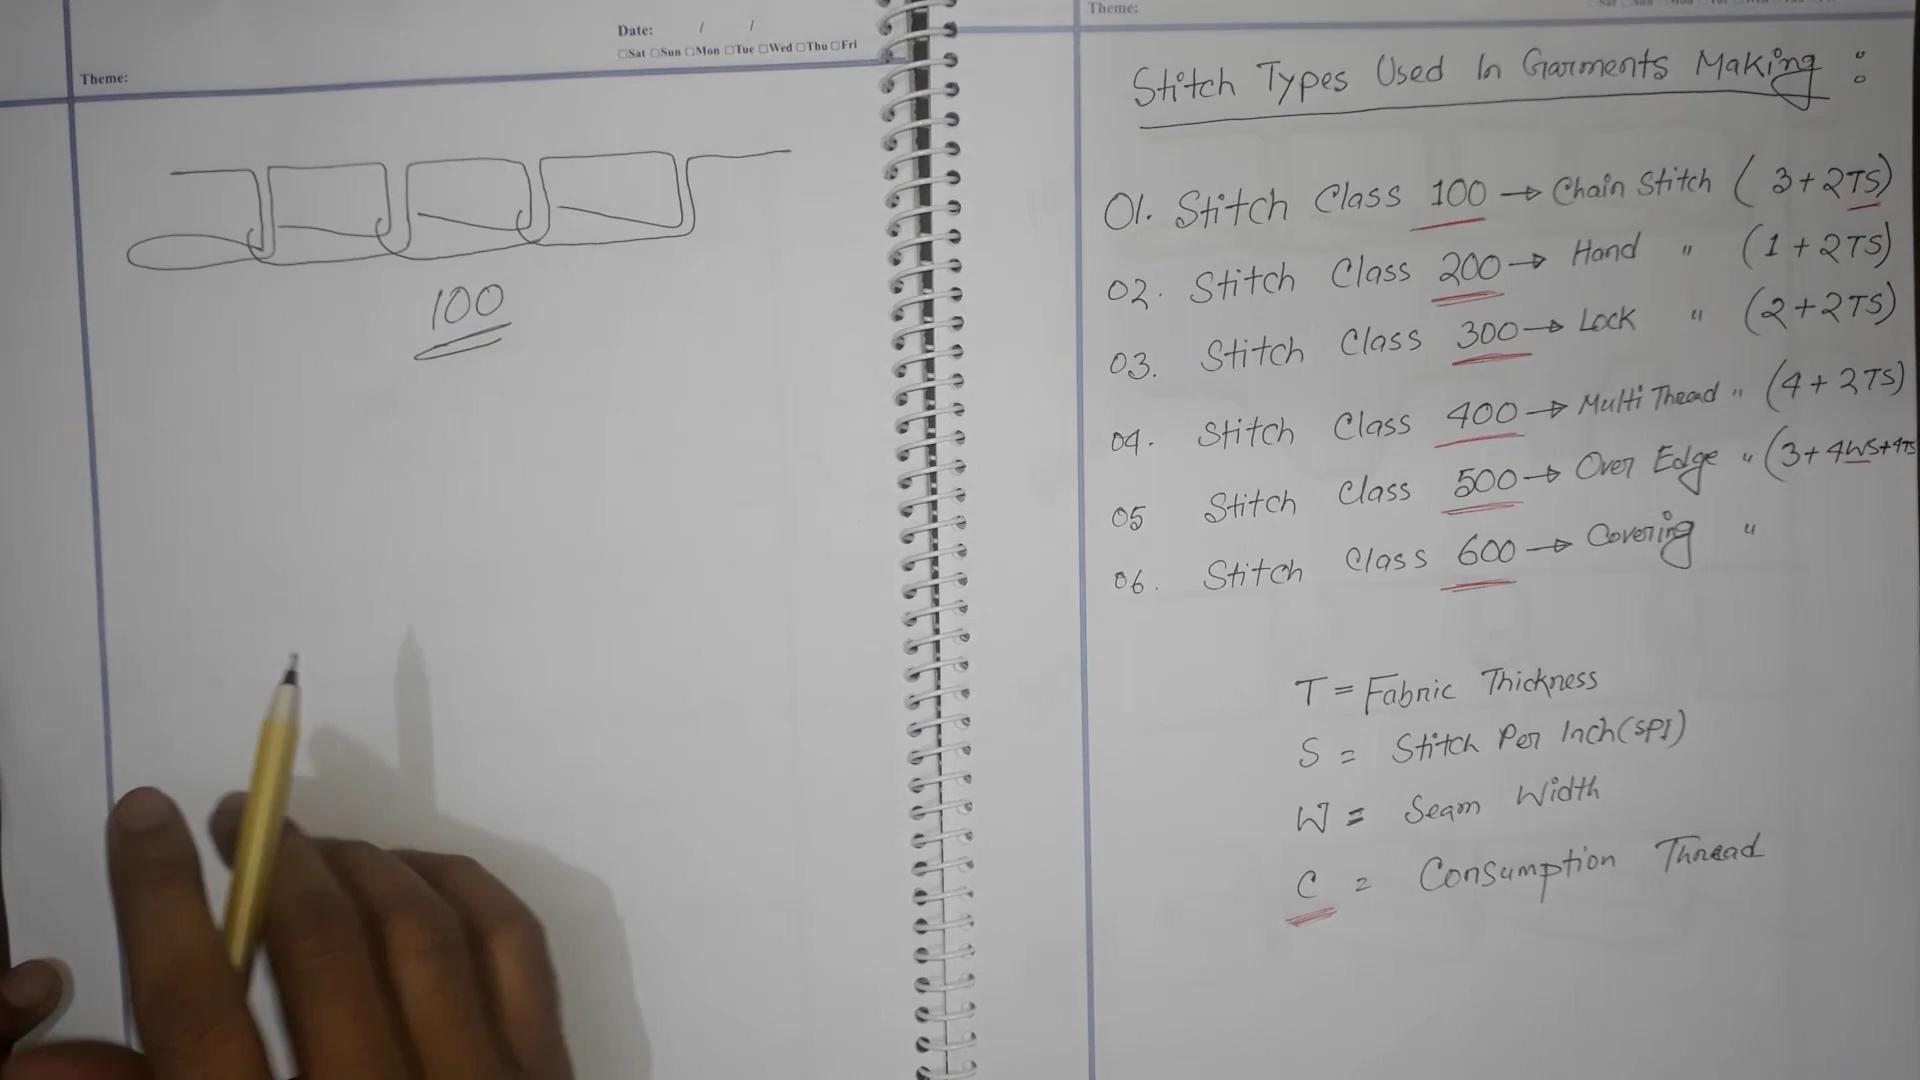 Date: / /
□Sat □Sun □Mon □Tue □Wed □Thu □Fri
Theme:
100
Theme:
Stitch Types Used In Garments Making :
01. Stitch Class 100 → Chain Stitch (3+2TS)
02. Stitch Class 200 → Hand " (1+2TS)
03. Stitch Class 300 → Lock " (2+2TS)
04. Stitch Class 400 → Multi Thread " (4+2TS)
05 Stitch Class 500 → Over Edge " (3+4WS+4TS
06. Stitch Class 600 → Covering "
T = Fabric Thickness
S = Stitch Per Inch (SPI)
W = Seam Width
C = Consumption Thread